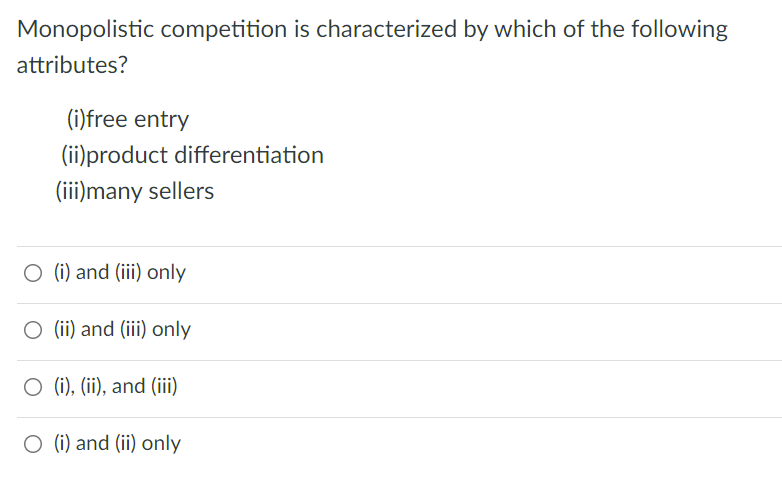 Monopolistic competition is characterized by which of the following
attributes?
(i)free entry
(ii)product differentiation
(iii)many sellers
(i) and (iii) only
(ii) and (iii) only
(i), (ii), and (iii)
(i) and (ii) only